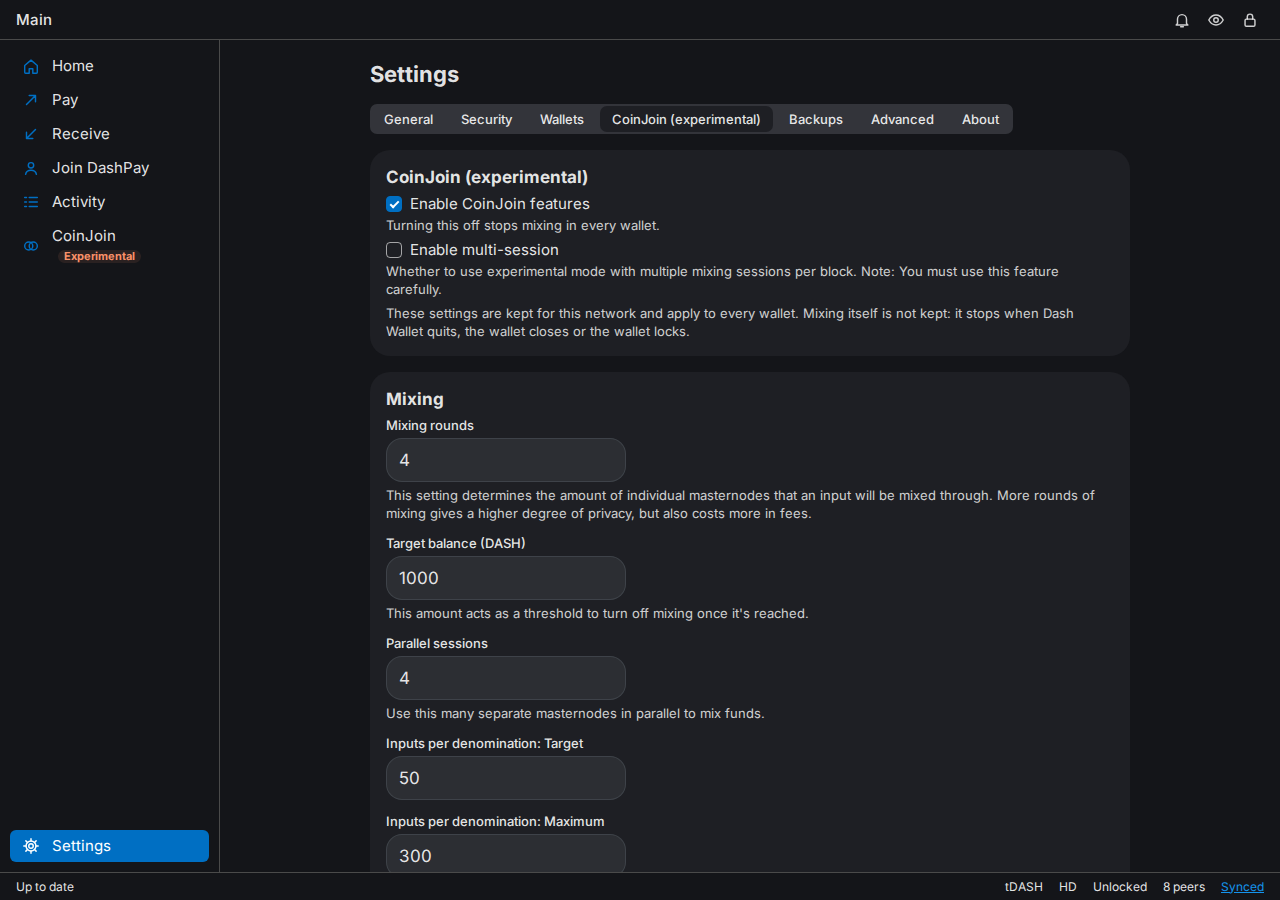 Main
Home
Pay
Receive
Join DashPay
Activity
CoinJoin
Experimental
Settings
Settings
General Security Wallets CoinJoin (experimental) Backups Advanced About
CoinJoin (experimental)
Enable CoinJoin features
Turning this off stops mixing in every wallet.
Enable multi-session
Whether to use experimental mode with multiple mixing sessions per block. Note: You must use this feature
carefully.
These settings are kept for this network and apply to every wallet. Mixing itself is not kept: it stops when Dash
Wallet quits, the wallet closes or the wallet locks.
Mixing
Mixing rounds
4
This setting determines the amount of individual masternodes that an input will be mixed through. More rounds of
mixing gives a higher degree of privacy, but also costs more in fees.
Target balance (DASH)
1000
This amount acts as a threshold to turn off mixing once it's reached.
Parallel sessions
4
Use this many separate masternodes in parallel to mix funds.
Inputs per denomination: Target
50
Inputs per denomination: Maximum
300
Up to date
tDASH HD Unlocked 8 peers Synced